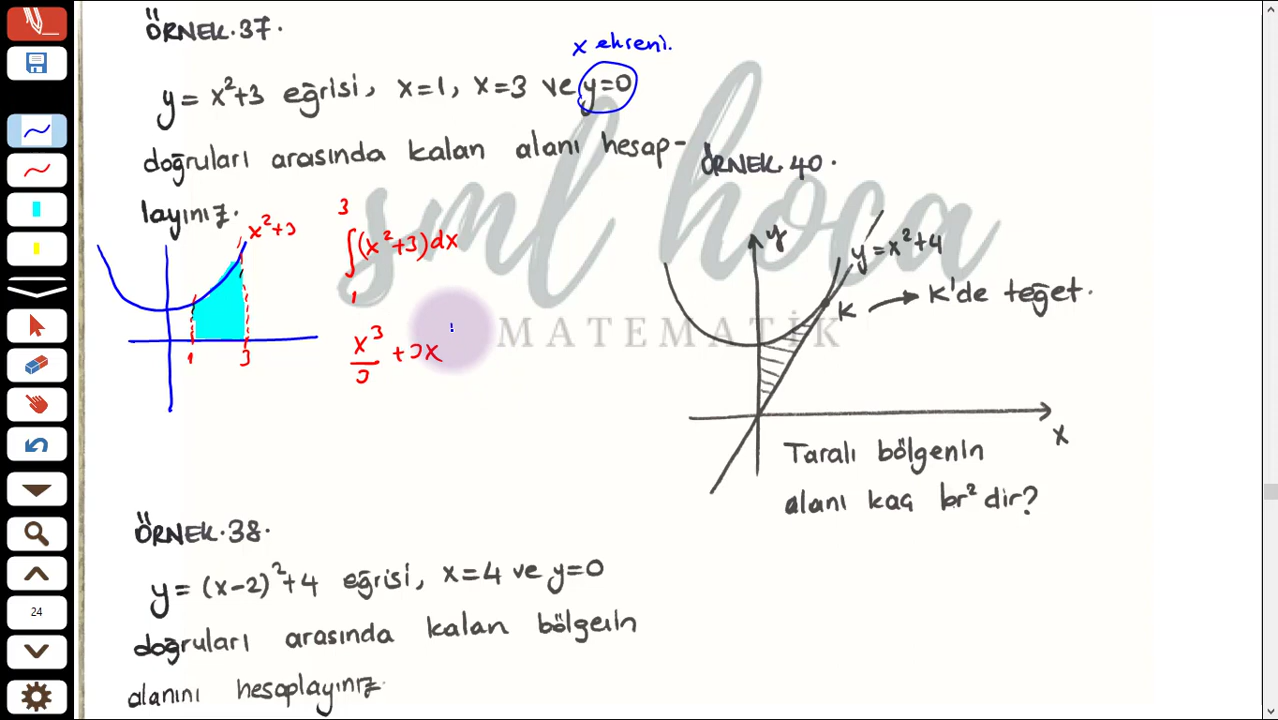 ÖRNEK.37.
x ekseni.
y = x²+3 eğrisi, x=1, x=3 ve y=0
doğruları arasında kalan alanı hesap-
layınız.
x²+3
1
3
3
∫(x²+3)dx
1
x³/3 + 3x
ÖRNEK.38.
y = (x-2)²+4 eğrisi, x=4 ve y=0
doğruları arasında kalan bölgenin
alanını hesaplayınız.
ÖRNEK.40.
y
y=x²+4
K → K'de teğet.
x
Taralı bölgenin
alanı kaç br² dir?
sml hoca
MATEMATİK
24